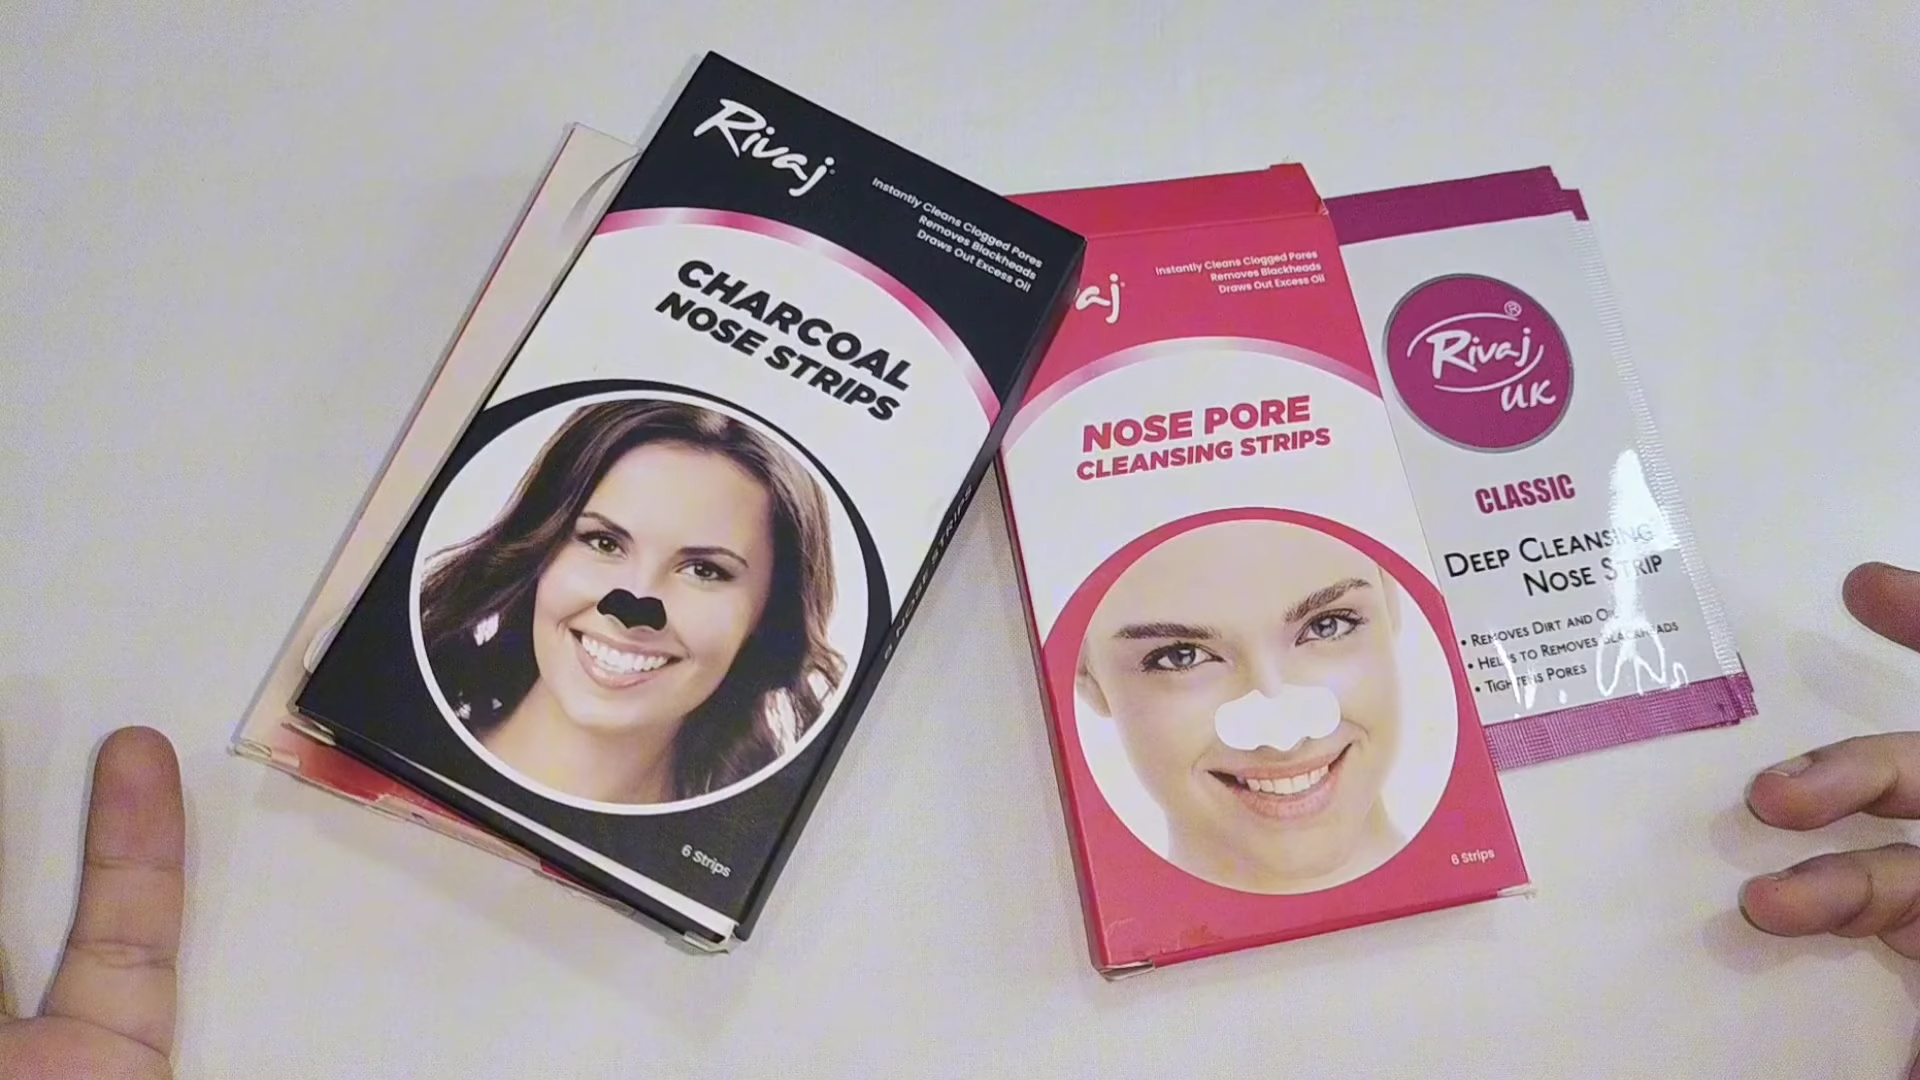 Rivaj
Instantly Cleans Clogged Pores
Removes Blackheads
Draws Out Excess Oil
CHARCOAL
NOSE STRIPS
6 Strips
6 NOSE STRIPS
aj
Instantly Cleans Clogged Pores
Removes Blackheads
Draws Out Excess Oil
NOSE PORE
CLEANSING STRIPS
6 Strips
Rivaj®
UK
CLASSIC
DEEP CLEANSING
NOSE STRIP
• REMOVES DIRT AND OIL
• HELPS TO REMOVES BLACKHEADS
• TIGHTENS PORES